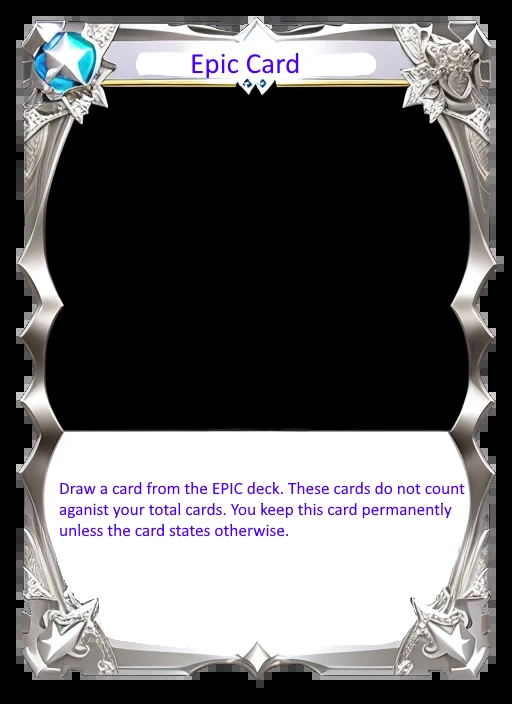 Epic Card
Draw a card from the EPIC deck. These cards do not count
aganist your total cards. You keep this card permanently
unless the card states otherwise.